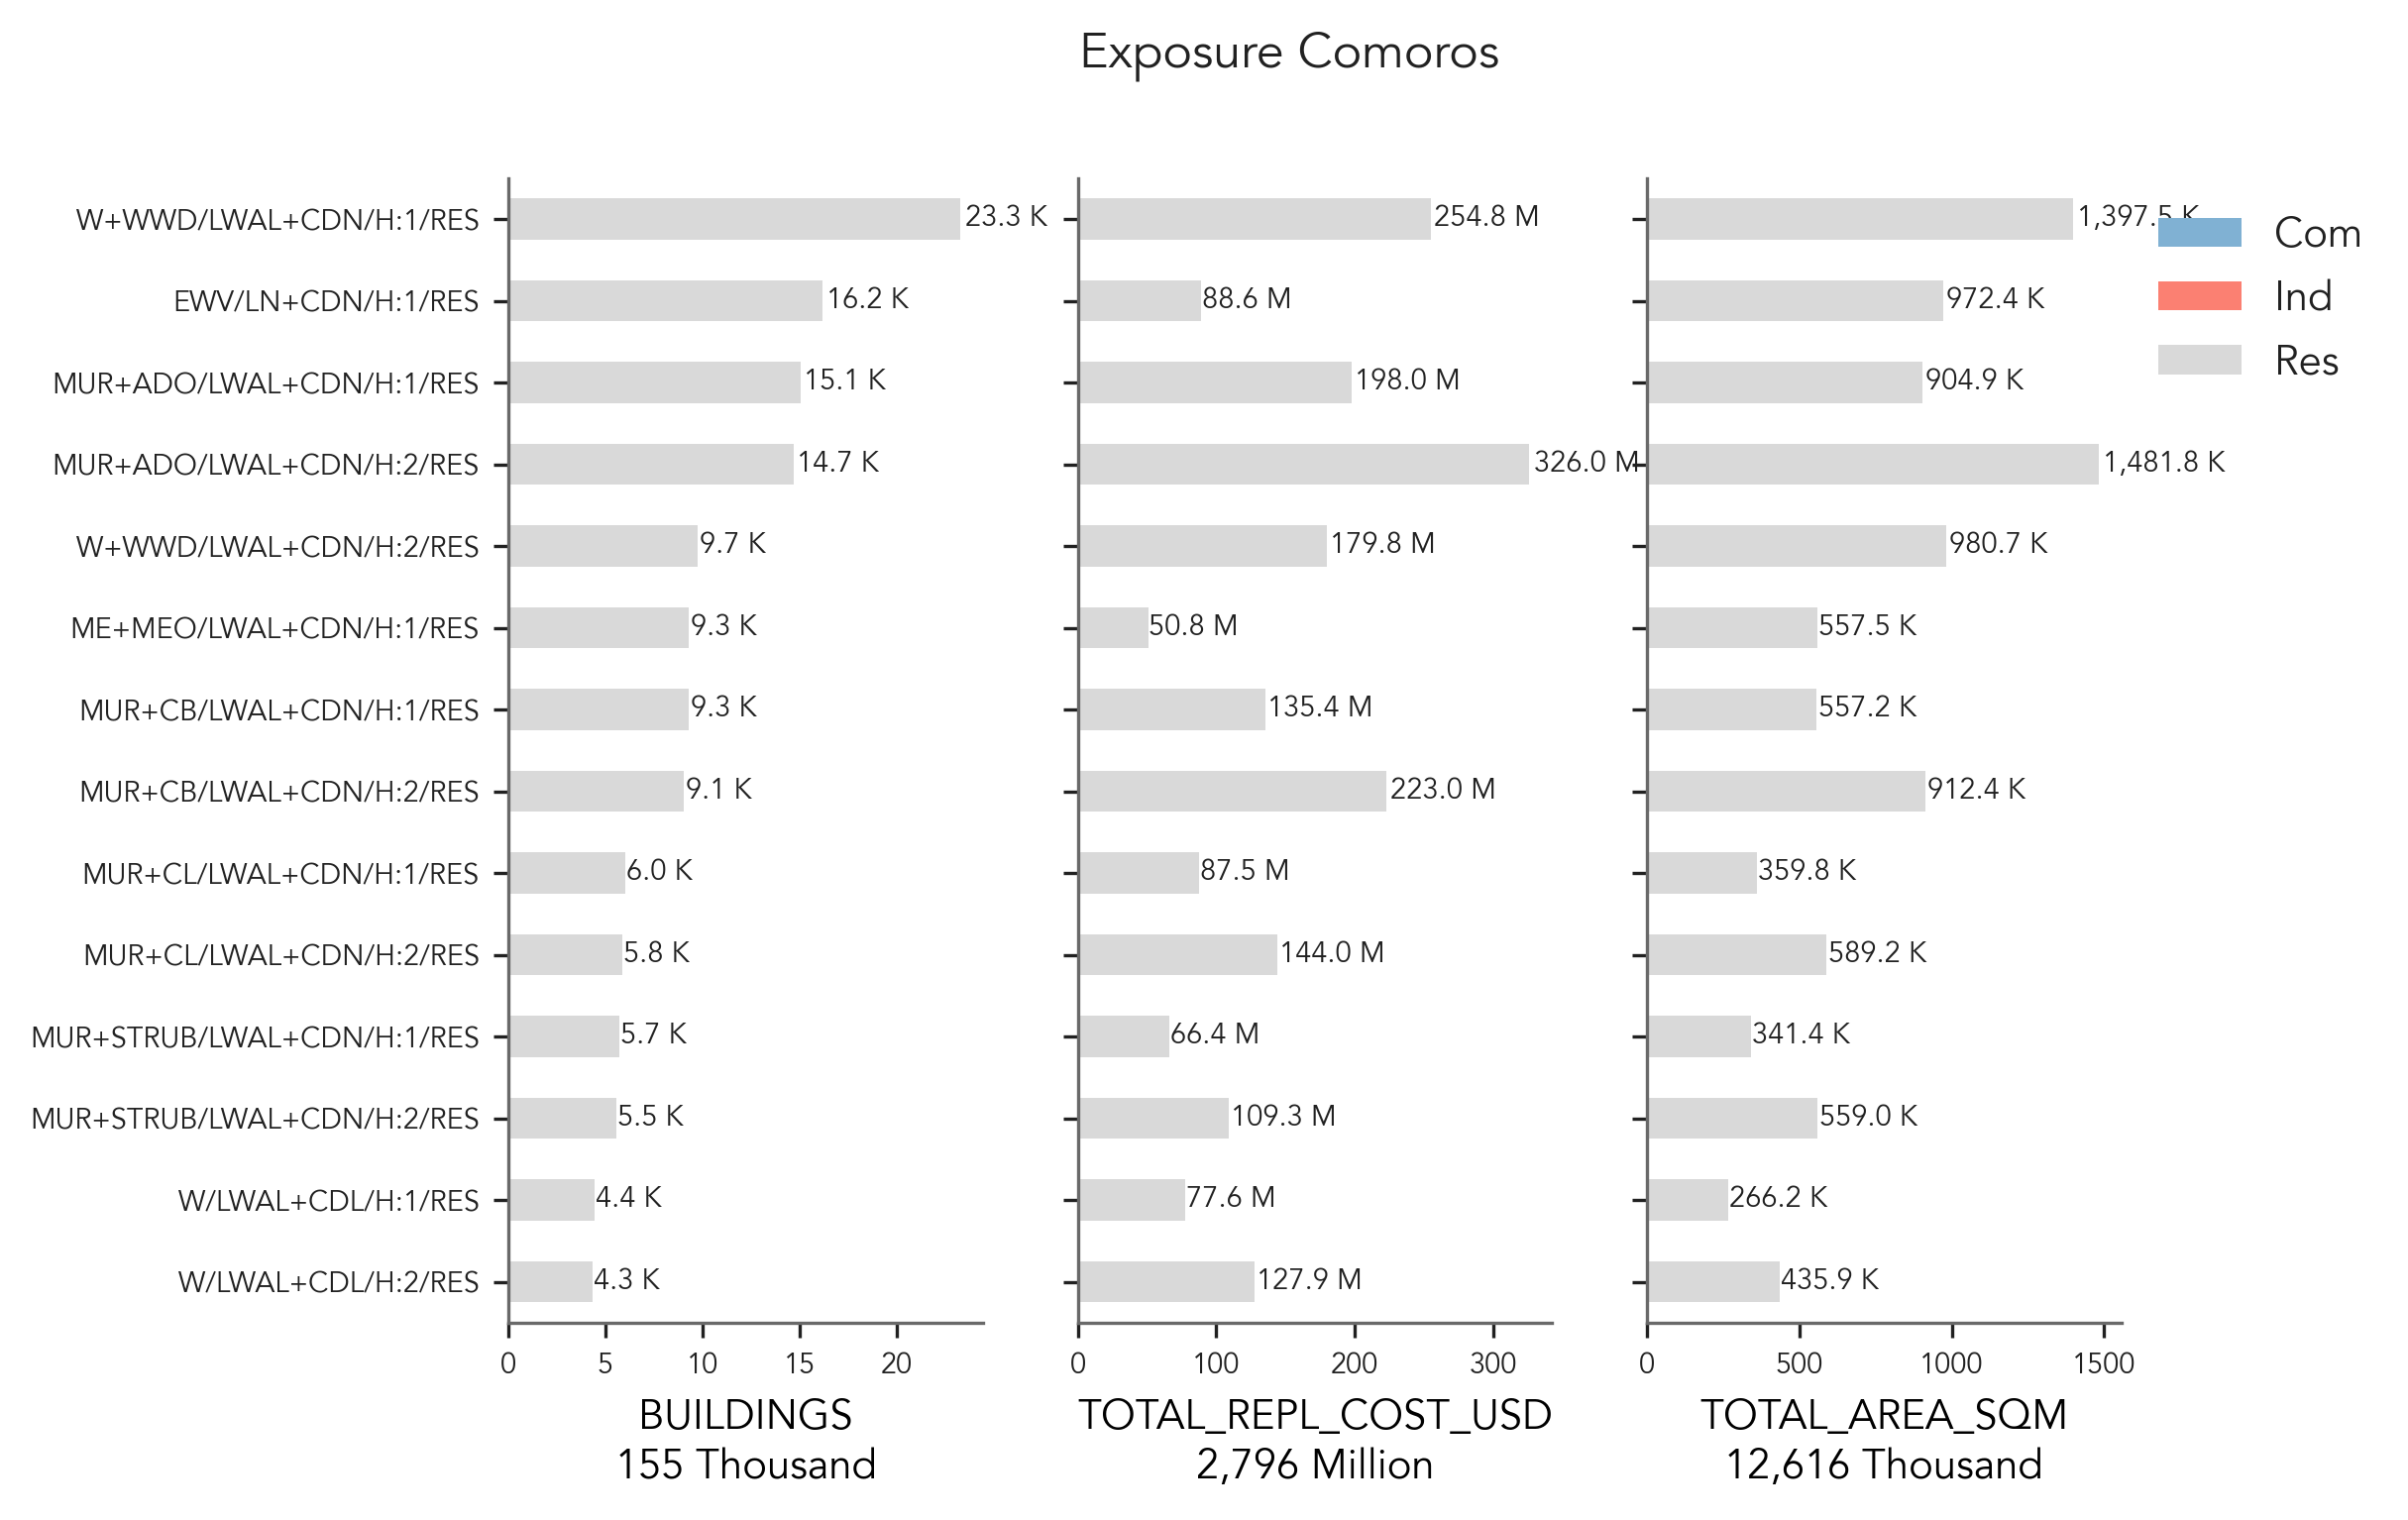 Exposure Comoros
W+WWD/LWAL+CDN/H:1/RES 23.3 K 254.8 M 1,397.5 K
EWV/LN+CDN/H:1/RES 16.2 K 88.6 M 972.4 K
MUR+ADO/LWAL+CDN/H:1/RES 15.1 K 198.0 M 904.9 K
MUR+ADO/LWAL+CDN/H:2/RES 14.7 K 326.0 M 1,481.8 K
W+WWD/LWAL+CDN/H:2/RES 9.7 K 179.8 M 980.7 K
ME+MEO/LWAL+CDN/H:1/RES 9.3 K 50.8 M 557.5 K
MUR+CB/LWAL+CDN/H:1/RES 9.3 K 135.4 M 557.2 K
MUR+CB/LWAL+CDN/H:2/RES 9.1 K 223.0 M 912.4 K
MUR+CL/LWAL+CDN/H:1/RES 6.0 K 87.5 M 359.8 K
MUR+CL/LWAL+CDN/H:2/RES 5.8 K 144.0 M 589.2 K
MUR+STRUB/LWAL+CDN/H:1/RES 5.7 K 66.4 M 341.4 K
MUR+STRUB/LWAL+CDN/H:2/RES 5.5 K 109.3 M 559.0 K
W/LWAL+CDL/H:1/RES 4.4 K 77.6 M 266.2 K
W/LWAL+CDL/H:2/RES 4.3 K 127.9 M 435.9 K
0 5 10 15 20
BUILDINGS
155 Thousand
0 100 200 300
TOTAL_REPL_COST_USD
2,796 Million
0 500 1000 1500
TOTAL_AREA_SQM
12,616 Thousand
Com
Ind
Res